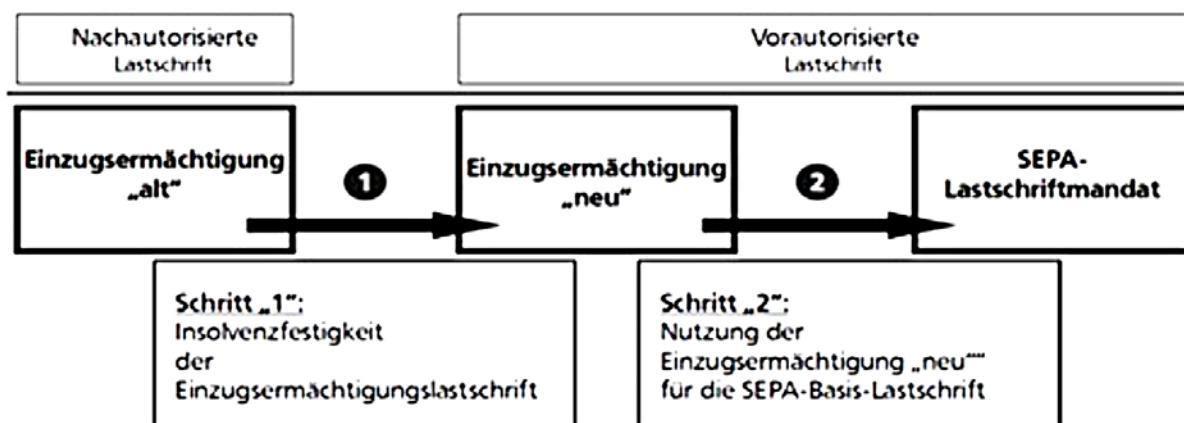 Nachautorisierte
Lastschrift
Vorautorisierte
Lastschrift
Einzugsermächtigung
„alt“
1
Einzugsermächtigung
„neu“
2
SEPA-
Lastschriftmandat
Schritt „1“:
Insolvenzfestigkeit
der
Einzugsermächtigungslastschrift
Schritt „2“:
Nutzung der
Einzugsermächtigung „neu““
für die SEPA-Basis-Lastschrift